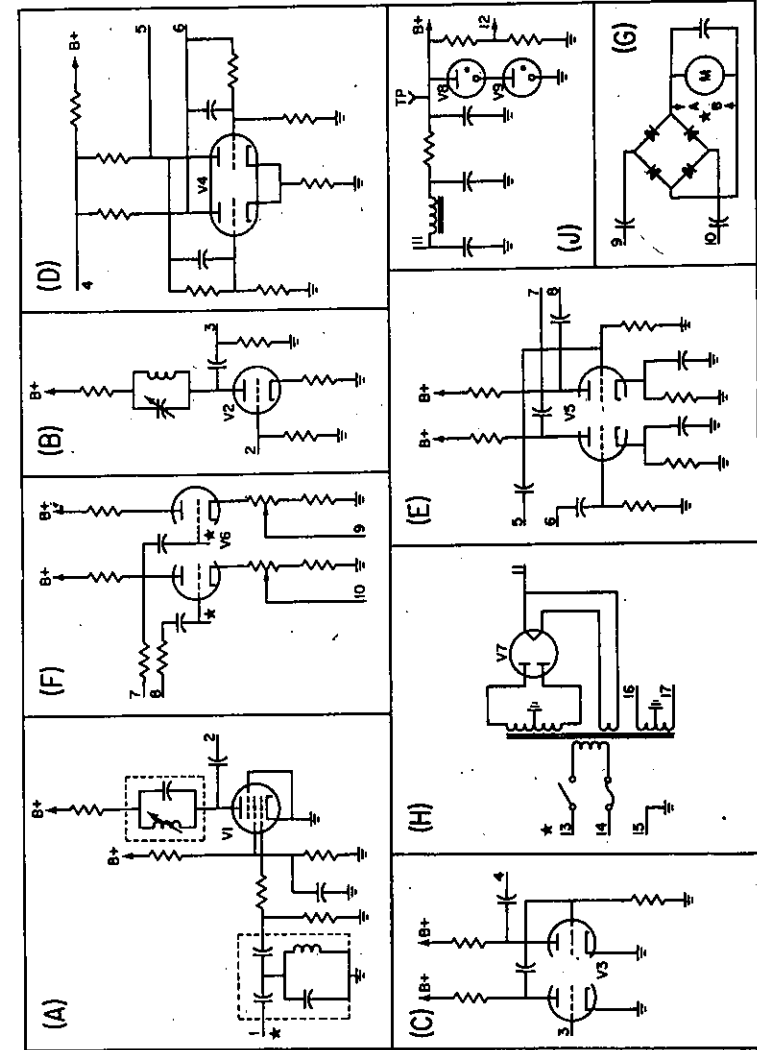 (A)
B+
B+
1
★
2
V1
(F)
B+
B+
7
8
★
★
V6
10
9
(B)
B+
2
3
V2
(D)
B+
4
5
6
V4
(C)
B+
B+
3
4
V3
(H)
★
13
14
15
V7
11
16
17
(E)
B+
B+
5
6
7
8
V5
(J)
11
TP
B+
12
V8
V9
(G)
9
10
A
★
B
M